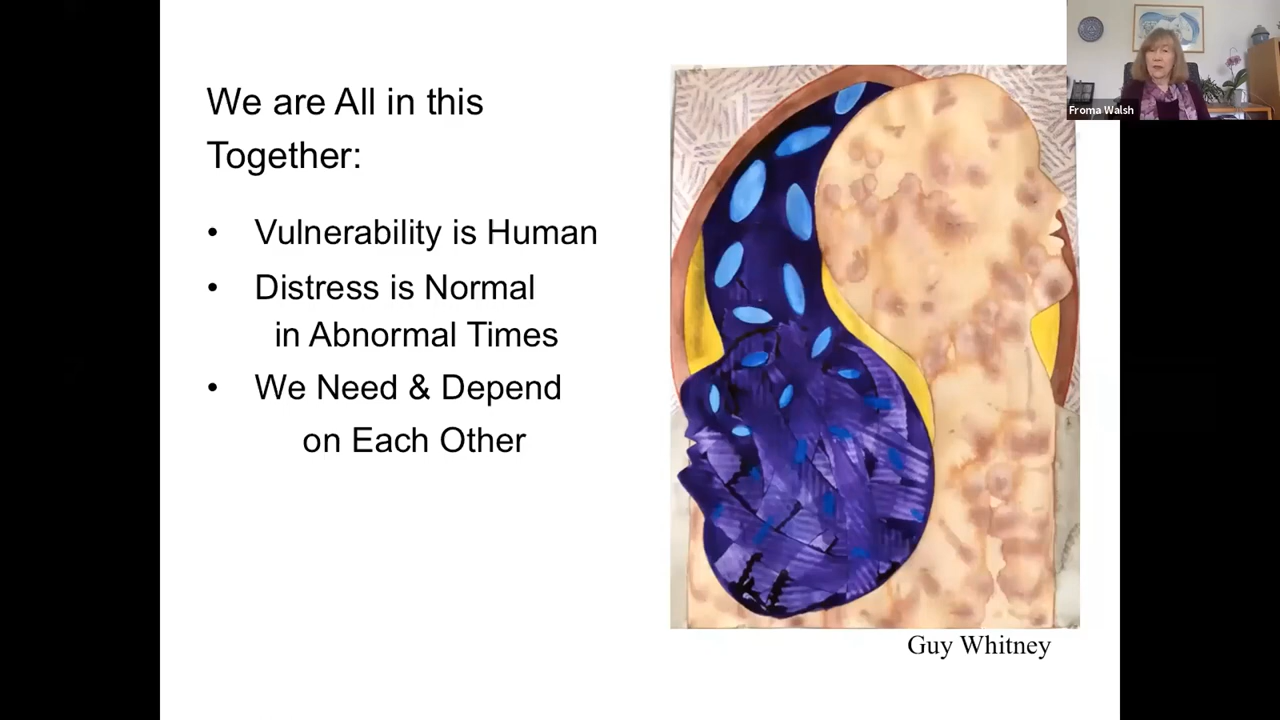 We are All in this
Together:
• Vulnerability is Human
• Distress is Normal
in Abnormal Times
• We Need & Depend
on Each Other
Guy Whitney
Froma Walsh